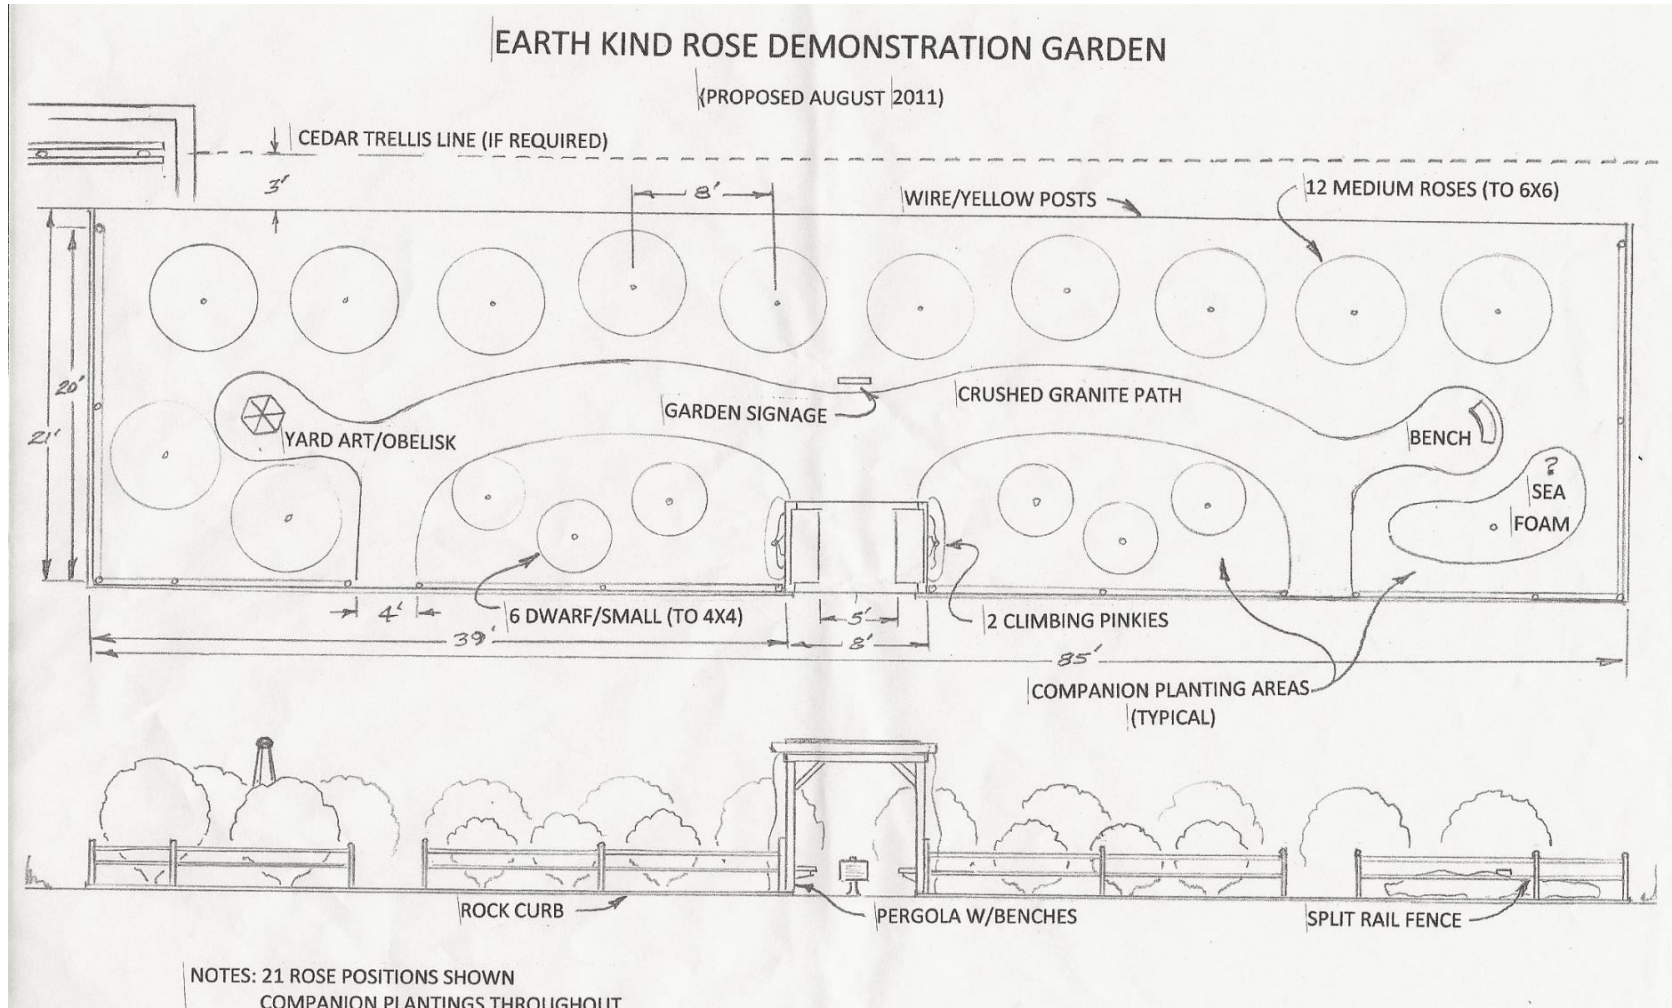 EARTH KIND ROSE DEMONSTRATION GARDEN
(PROPOSED AUGUST 2011)
CEDAR TRELLIS LINE (IF REQUIRED)
3'
8'
WIRE/YELLOW POSTS
12 MEDIUM ROSES (TO 6X6)
20'
21'
GARDEN SIGNAGE
CRUSHED GRANITE PATH
YARD ART/OBELISK
BENCH
?
SEA
FOAM
4'
6 DWARF/SMALL (TO 4X4)
5'
2 CLIMBING PINKIES
39'
8'
85'
COMPANION PLANTING AREAS
(TYPICAL)
ROCK CURB
PERGOLA W/BENCHES
SPLIT RAIL FENCE
NOTES: 21 ROSE POSITIONS SHOWN
COMPANION PLANTINGS THROUGHOUT